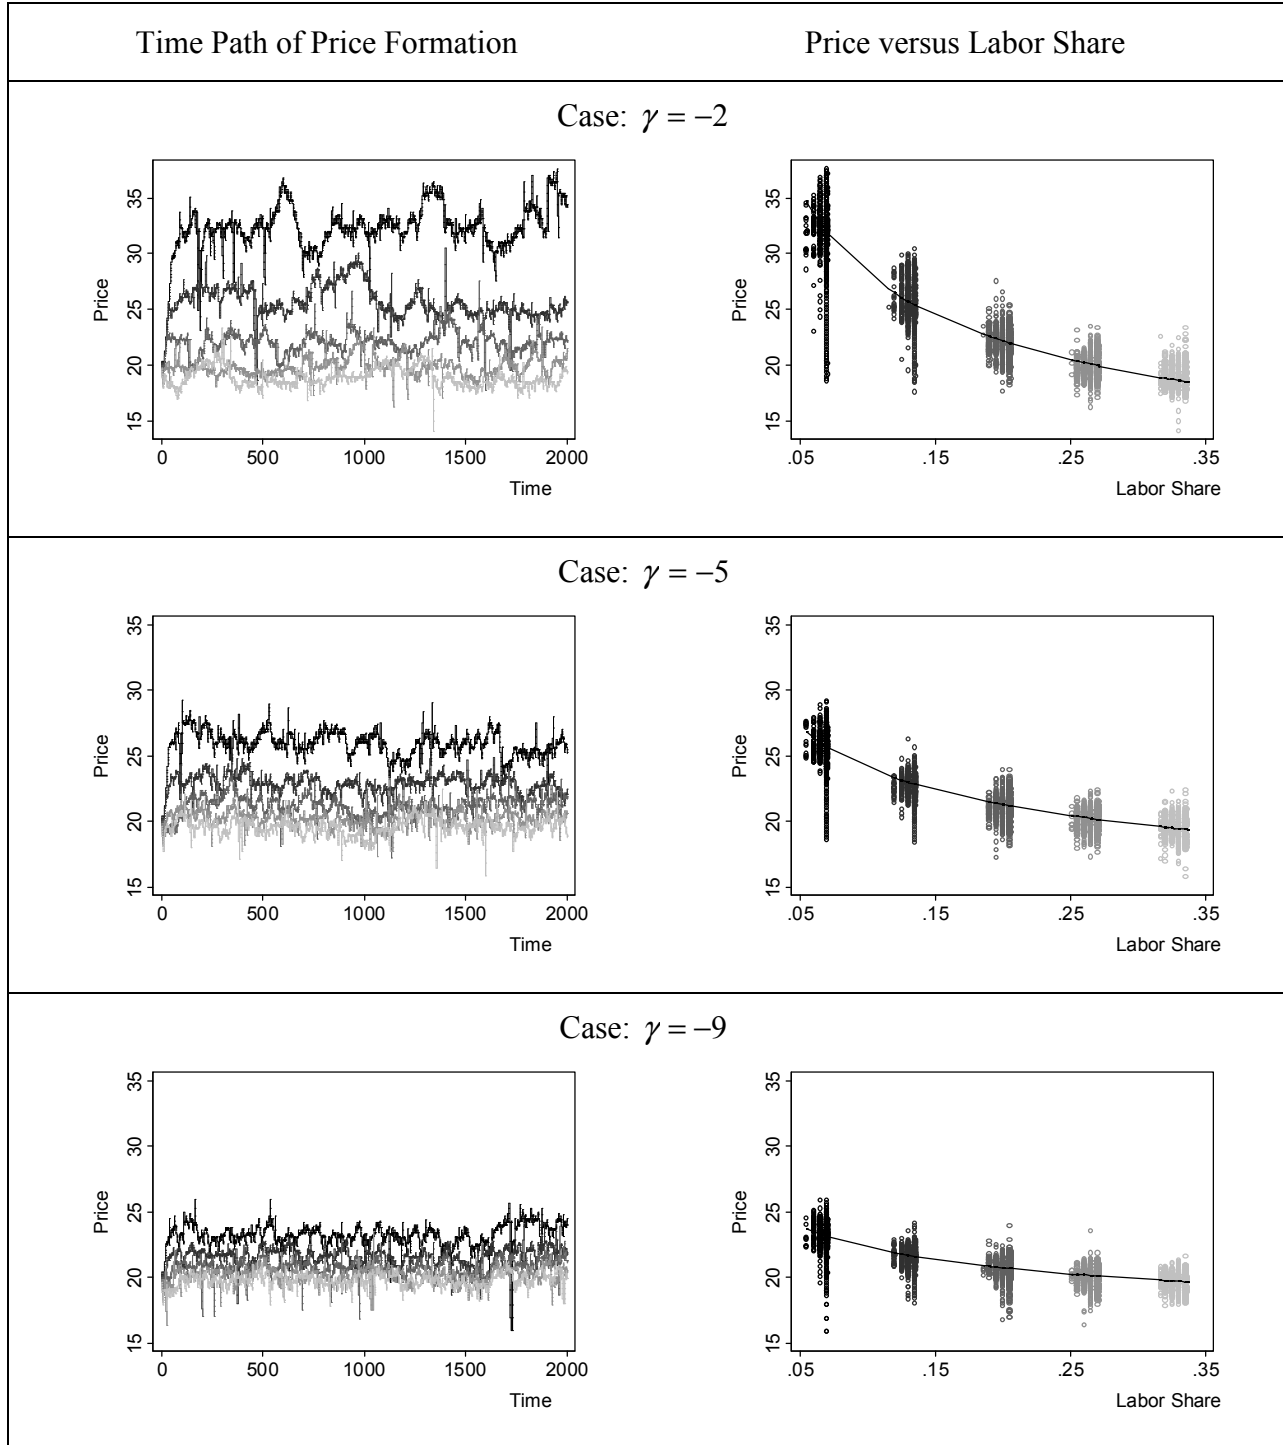 Time Path of Price Formation
Price versus Labor Share
Case: γ = −2
35
30
25
20
15
Price
0 500 1000 1500 2000
Time
35
30
25
20
15
Price
.05 .15 .25 .35
Labor Share
Case: γ = −5
35
30
25
20
15
Price
0 500 1000 1500 2000
Time
35
30
25
20
15
Price
.05 .15 .25 .35
Labor Share
Case: γ = −9
35
30
25
20
15
Price
0 500 1000 1500 2000
Time
35
30
25
20
15
Price
.05 .15 .25 .35
Labor Share